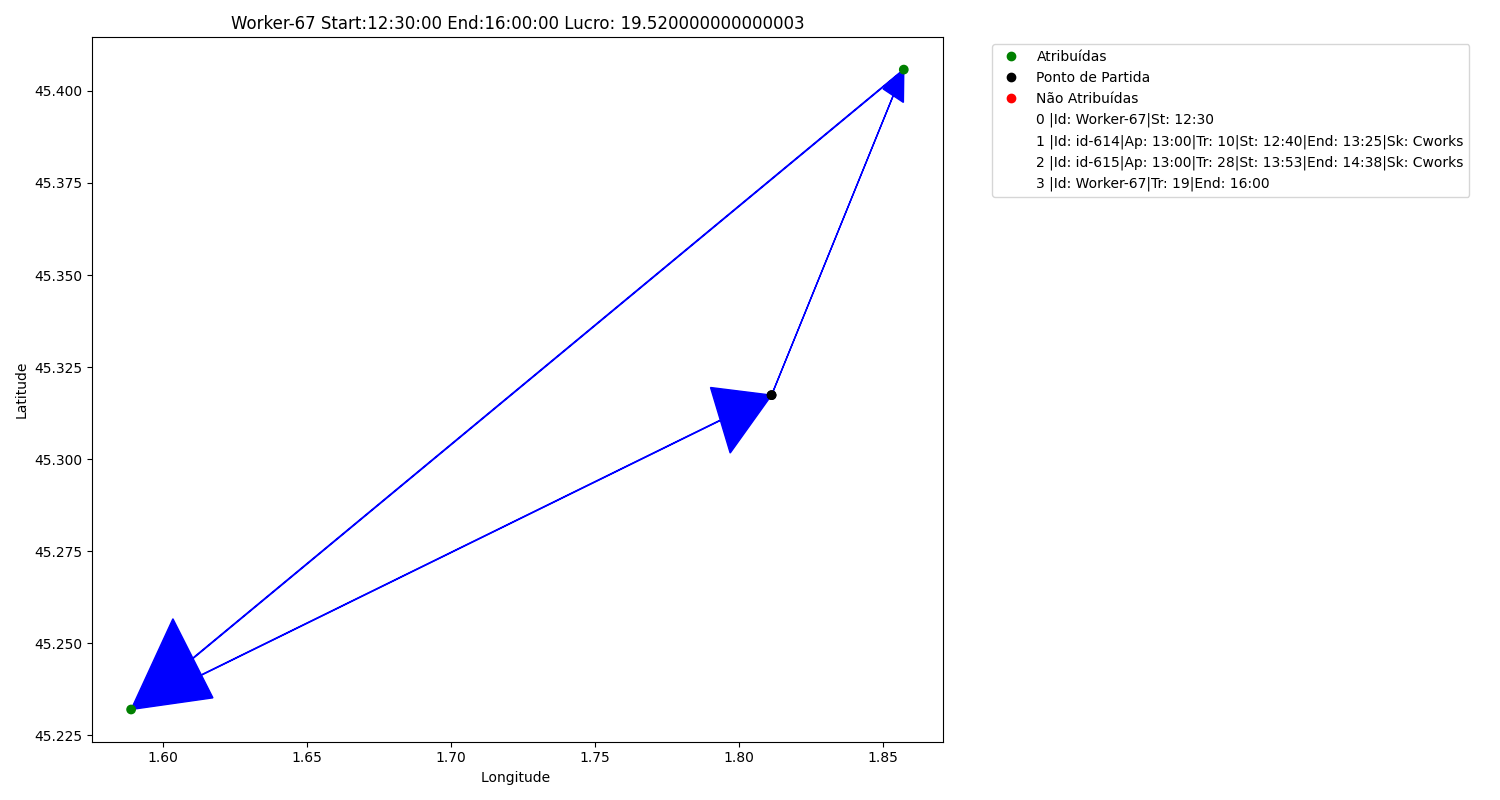 Worker-67 Start:12:30:00 End:16:00:00 Lucro: 19.520000000000003
Atribuídas
Ponto de Partida
Não Atribuídas
0 |Id: Worker-67|St: 12:30
1 |Id: id-614|Ap: 13:00|Tr: 10|St: 12:40|End: 13:25|Sk: Cworks
2 |Id: id-615|Ap: 13:00|Tr: 28|St: 13:53|End: 14:38|Sk: Cworks
3 |Id: Worker-67|Tr: 19|End: 16:00
45.400
45.375
45.350
45.325
45.300
45.275
45.250
45.225
Latitude
1.60
1.65
1.70
1.75
1.80
1.85
Longitude